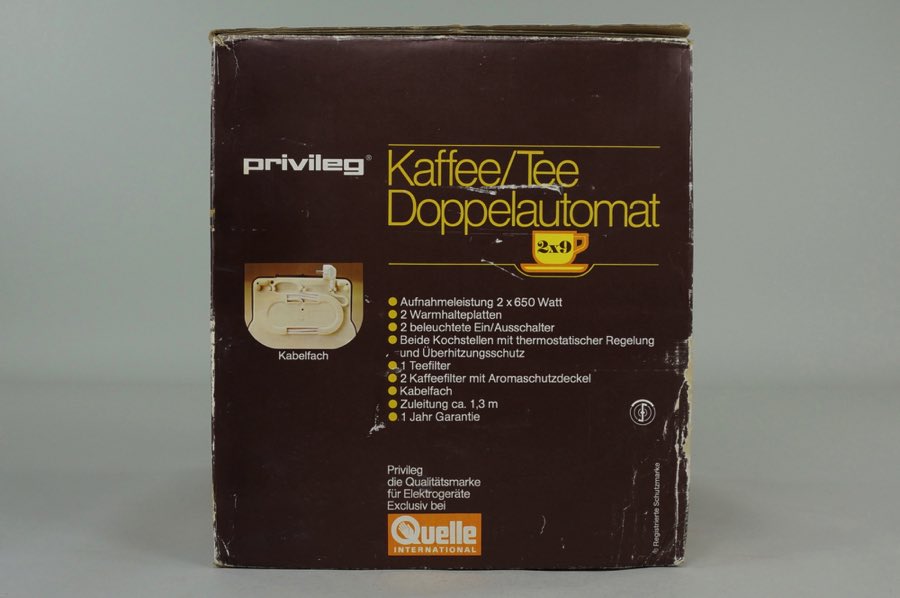 privileg®
Kaffee/Tee
Doppelautomat
2x9
Kabelfach
Aufnahmeleistung 2 x 650 Watt
2 Warmhalteplatten
2 beleuchtete Ein/Ausschalter
Beide Kochstellen mit thermostatischer Regelung
und Überhitzungsschutz
1 Teefilter
2 Kaffeefilter mit Aromaschutzdeckel
Kabelfach
Zuleitung ca. 1,3 m
1 Jahr Garantie
Privileg
die Qualitätsmarke
für Elektrogeräte
Exclusiv bei
Quelle
INTERNATIONAL
® Registrierte Schutzmarke